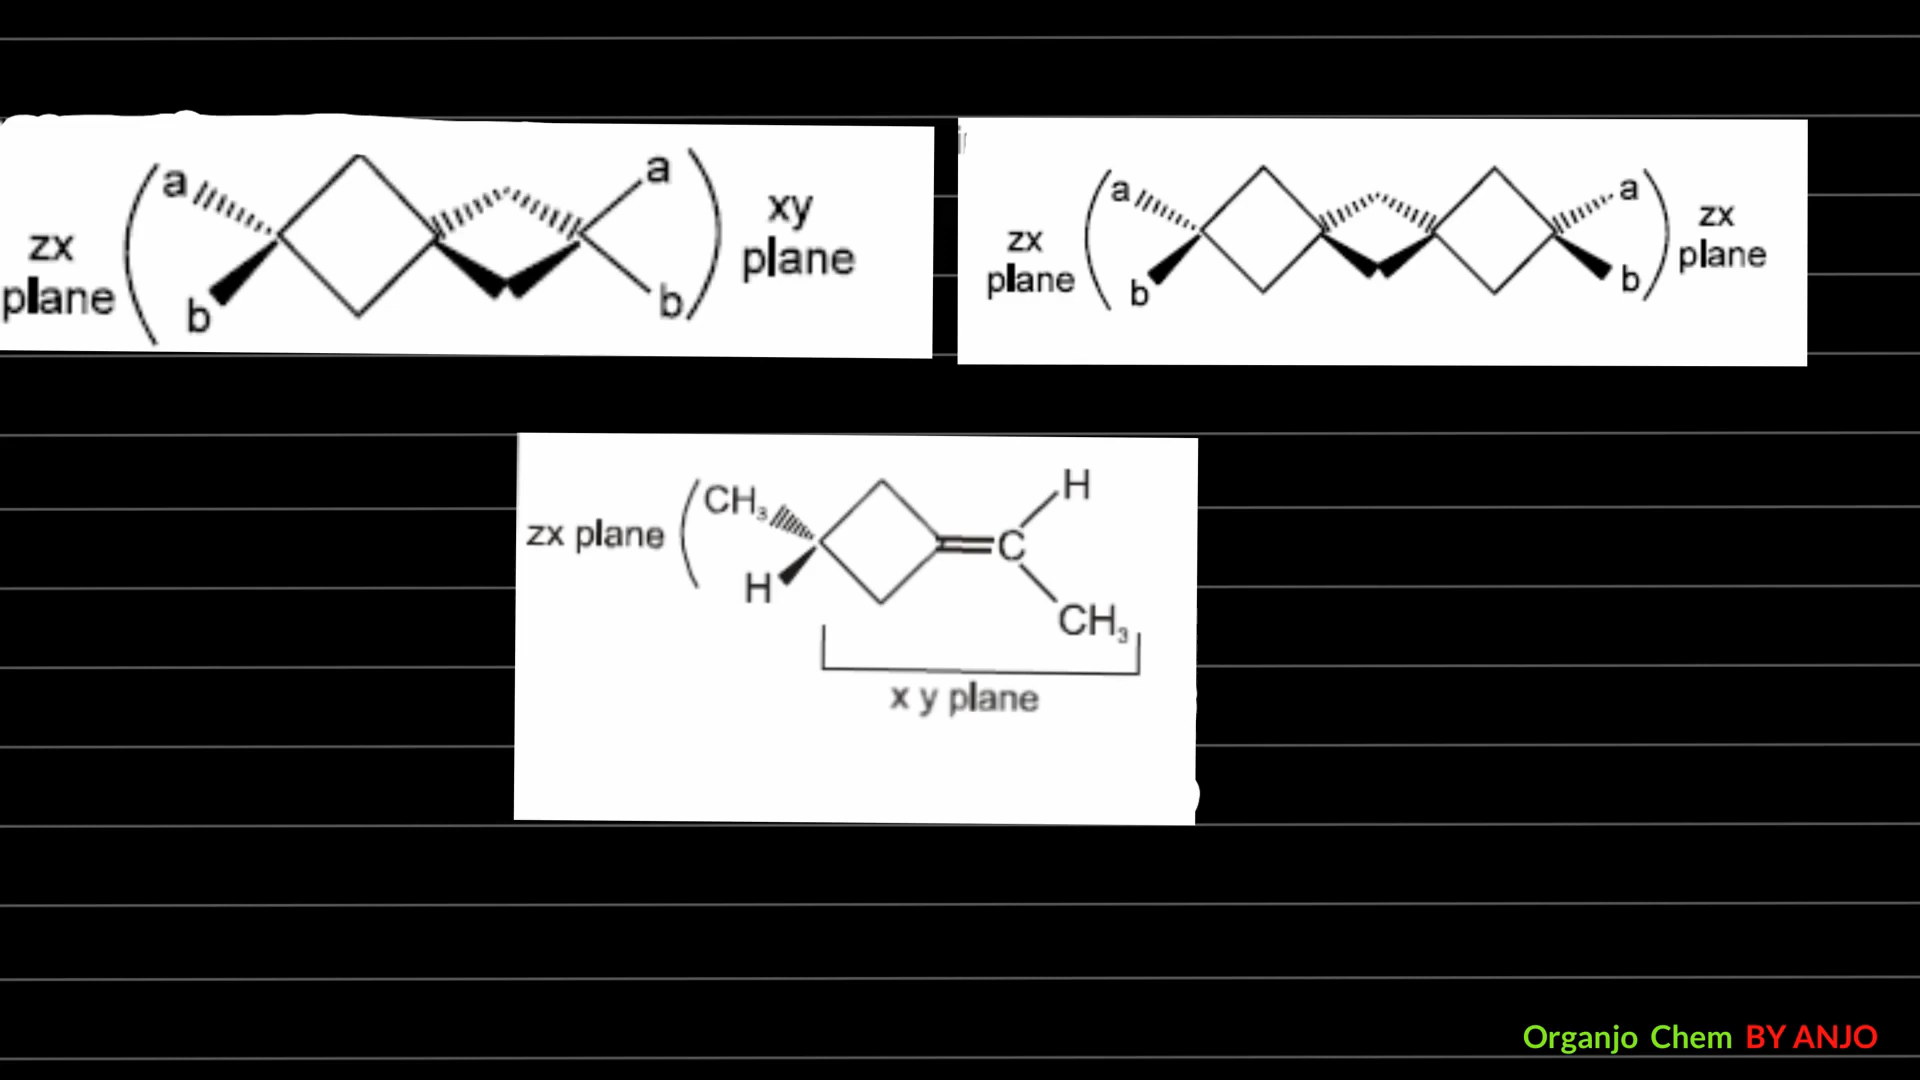 a
a
xy
zx
plane
plane
b
b
a
a
zx
zx
plane
plane
b
b
H
CH₃
zx plane
C
H
CH₃
x y plane
Organjo Chem BY ANJO